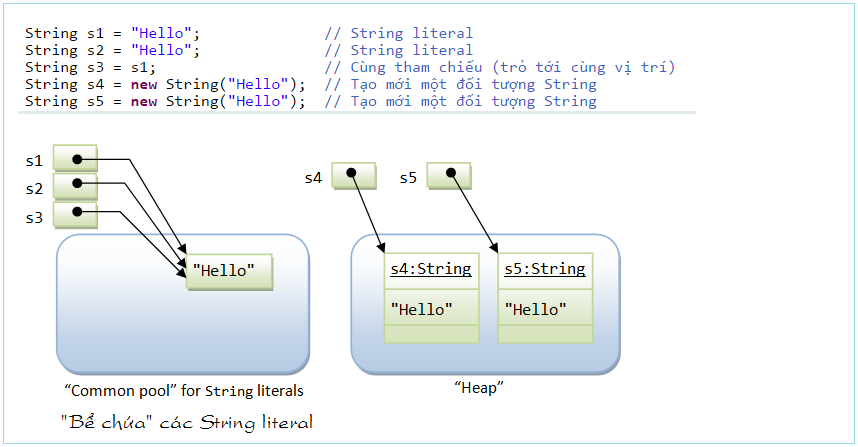 String s1 = "Hello"; // String literal
String s2 = "Hello"; // String literal
String s3 = s1; // Cùng tham chiếu (trỏ tới cùng vị trí)
String s4 = new String("Hello"); // Tạo mới một đối tượng String
String s5 = new String("Hello"); // Tạo mới một đối tượng String
s1
s2
s3
"Hello"
“Common pool” for String literals
"Bể chứa" các String literal
s4
s5
s4:String
"Hello"
s5:String
"Hello"
“Heap”